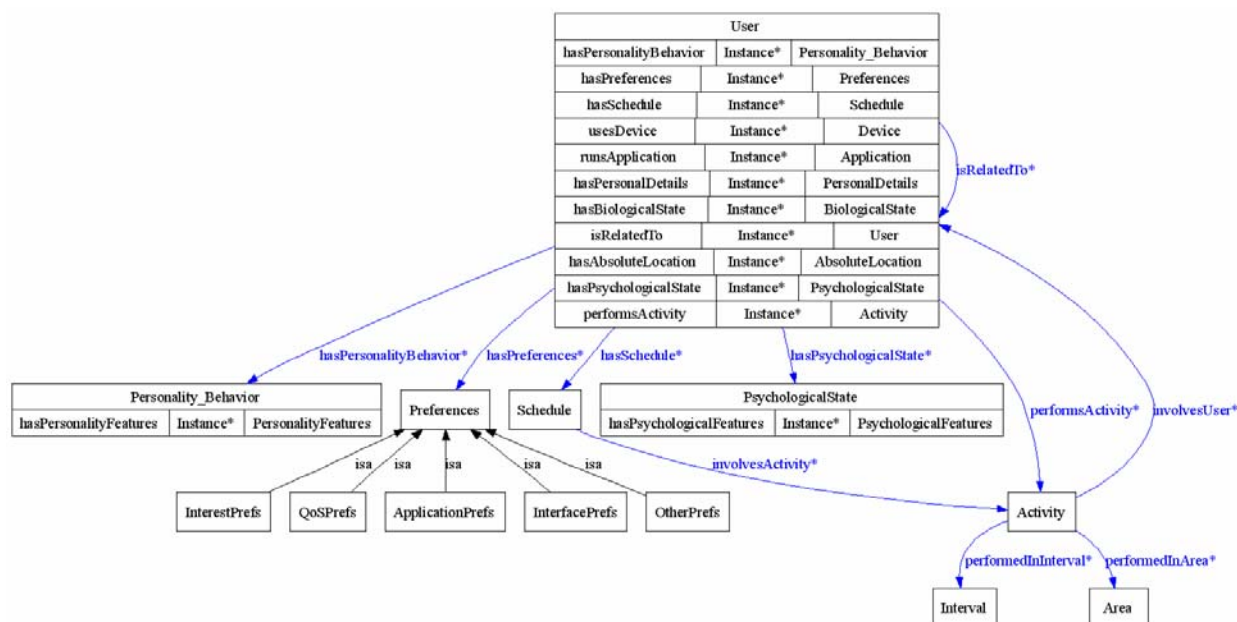 User
hasPersonalityBehavior Instance* Personality_Behavior
hasPreferences Instance* Preferences
hasSchedule Instance* Schedule
usesDevice Instance* Device
runsApplication Instance* Application
isRelatedTo*
hasPersonalDetails Instance* PersonalDetails
hasBiologicalState Instance* BiologicalState
isRelatedTo Instance* User
hasAbsoluteLocation Instance* AbsoluteLocation
hasPsychologicalState Instance* PsychologicalState
performsActivity Instance* Activity
hasPersonalityBehavior* hasPreferences* hasSchedule* hasPsychologicalState*
Personality_Behavior Preferences Schedule PsychologicalState
hasPersonalityFeatures Instance* PersonalityFeatures
hasPsychologicalFeatures Instance* PsychologicalFeatures
performsActivity* involvesUser*
isa isa isa isa isa involvesActivity*
InterestPrefs QoSPrefs ApplicationPrefs InterfacePrefs OtherPrefs Activity
performedInInterval* performedInArea*
Interval Area